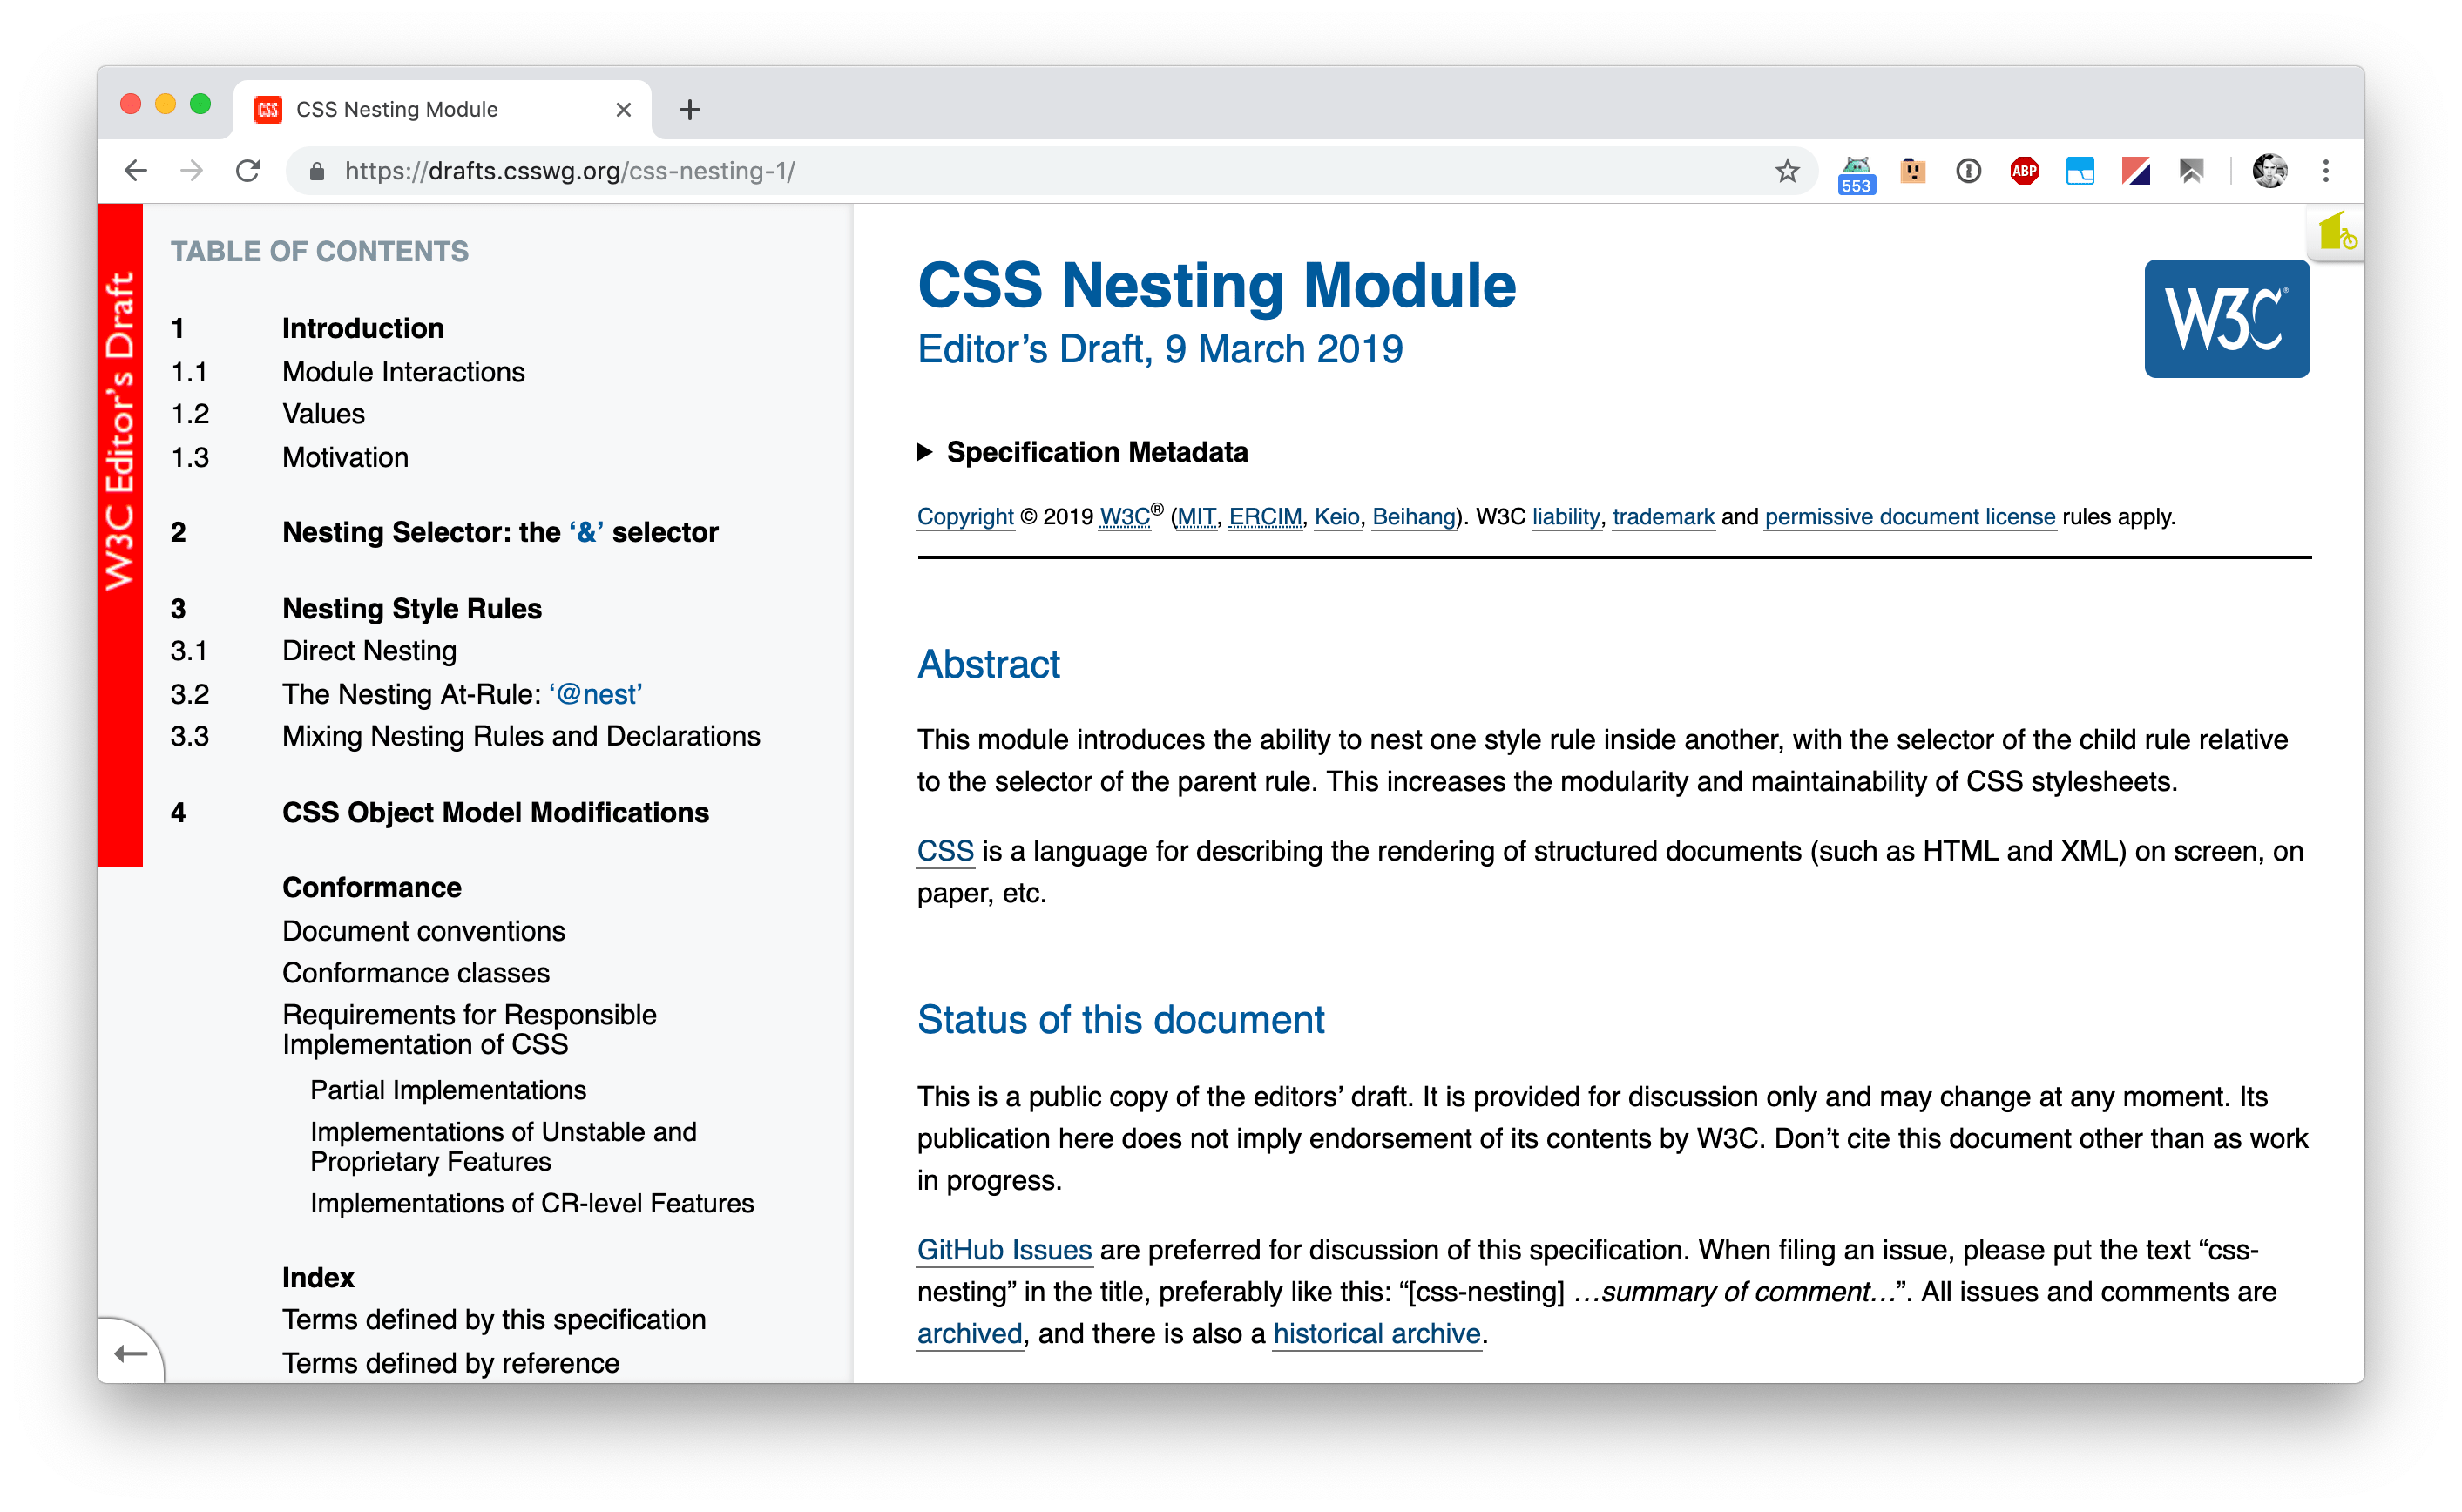 CSS Nesting Module
https://drafts.csswg.org/css-nesting-1/
553
ABP
W3C Editor’s Draft
TABLE OF CONTENTS
1 Introduction
1.1 Module Interactions
1.2 Values
1.3 Motivation
2 Nesting Selector: the ‘&’ selector
3 Nesting Style Rules
3.1 Direct Nesting
3.2 The Nesting At-Rule: ‘@nest’
3.3 Mixing Nesting Rules and Declarations
4 CSS Object Model Modifications
Conformance
Document conventions
Conformance classes
Requirements for Responsible
Implementation of CSS
Partial Implementations
Implementations of Unstable and
Proprietary Features
Implementations of CR-level Features
Index
Terms defined by this specification
Terms defined by reference
CSS Nesting Module
Editor’s Draft, 9 March 2019
W3C®
▶ Specification Metadata
Copyright © 2019 W3C® (MIT, ERCIM, Keio, Beihang). W3C liability, trademark and permissive document license rules apply.
Abstract
This module introduces the ability to nest one style rule inside another, with the selector of the child rule relative
to the selector of the parent rule. This increases the modularity and maintainability of CSS stylesheets.
CSS is a language for describing the rendering of structured documents (such as HTML and XML) on screen, on
paper, etc.
Status of this document
This is a public copy of the editors’ draft. It is provided for discussion only and may change at any moment. Its
publication here does not imply endorsement of its contents by W3C. Don’t cite this document other than as work
in progress.
GitHub Issues are preferred for discussion of this specification. When filing an issue, please put the text “css-
nesting” in the title, preferably like this: “[css-nesting] …summary of comment…”. All issues and comments are
archived, and there is also a historical archive.